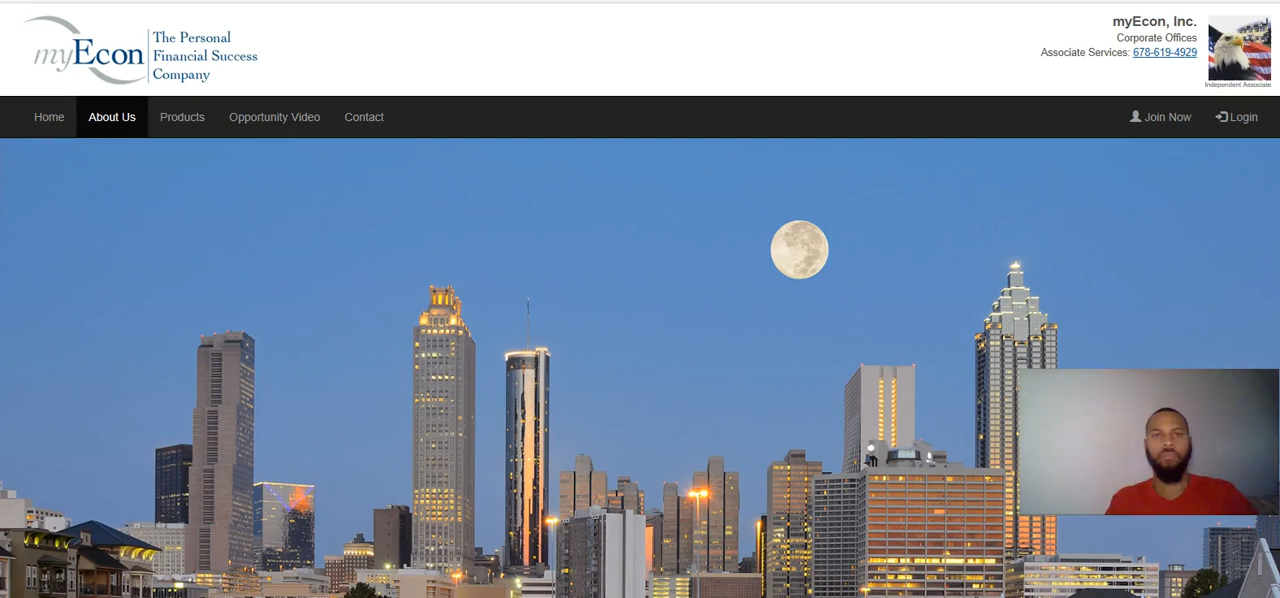 myEcon
The Personal
Financial Success
Company
myEcon, Inc.
Corporate Offices
Associate Services: 678-619-4929
Independent Associate
Home
About Us
Products
Opportunity Video
Contact
Join Now
Login